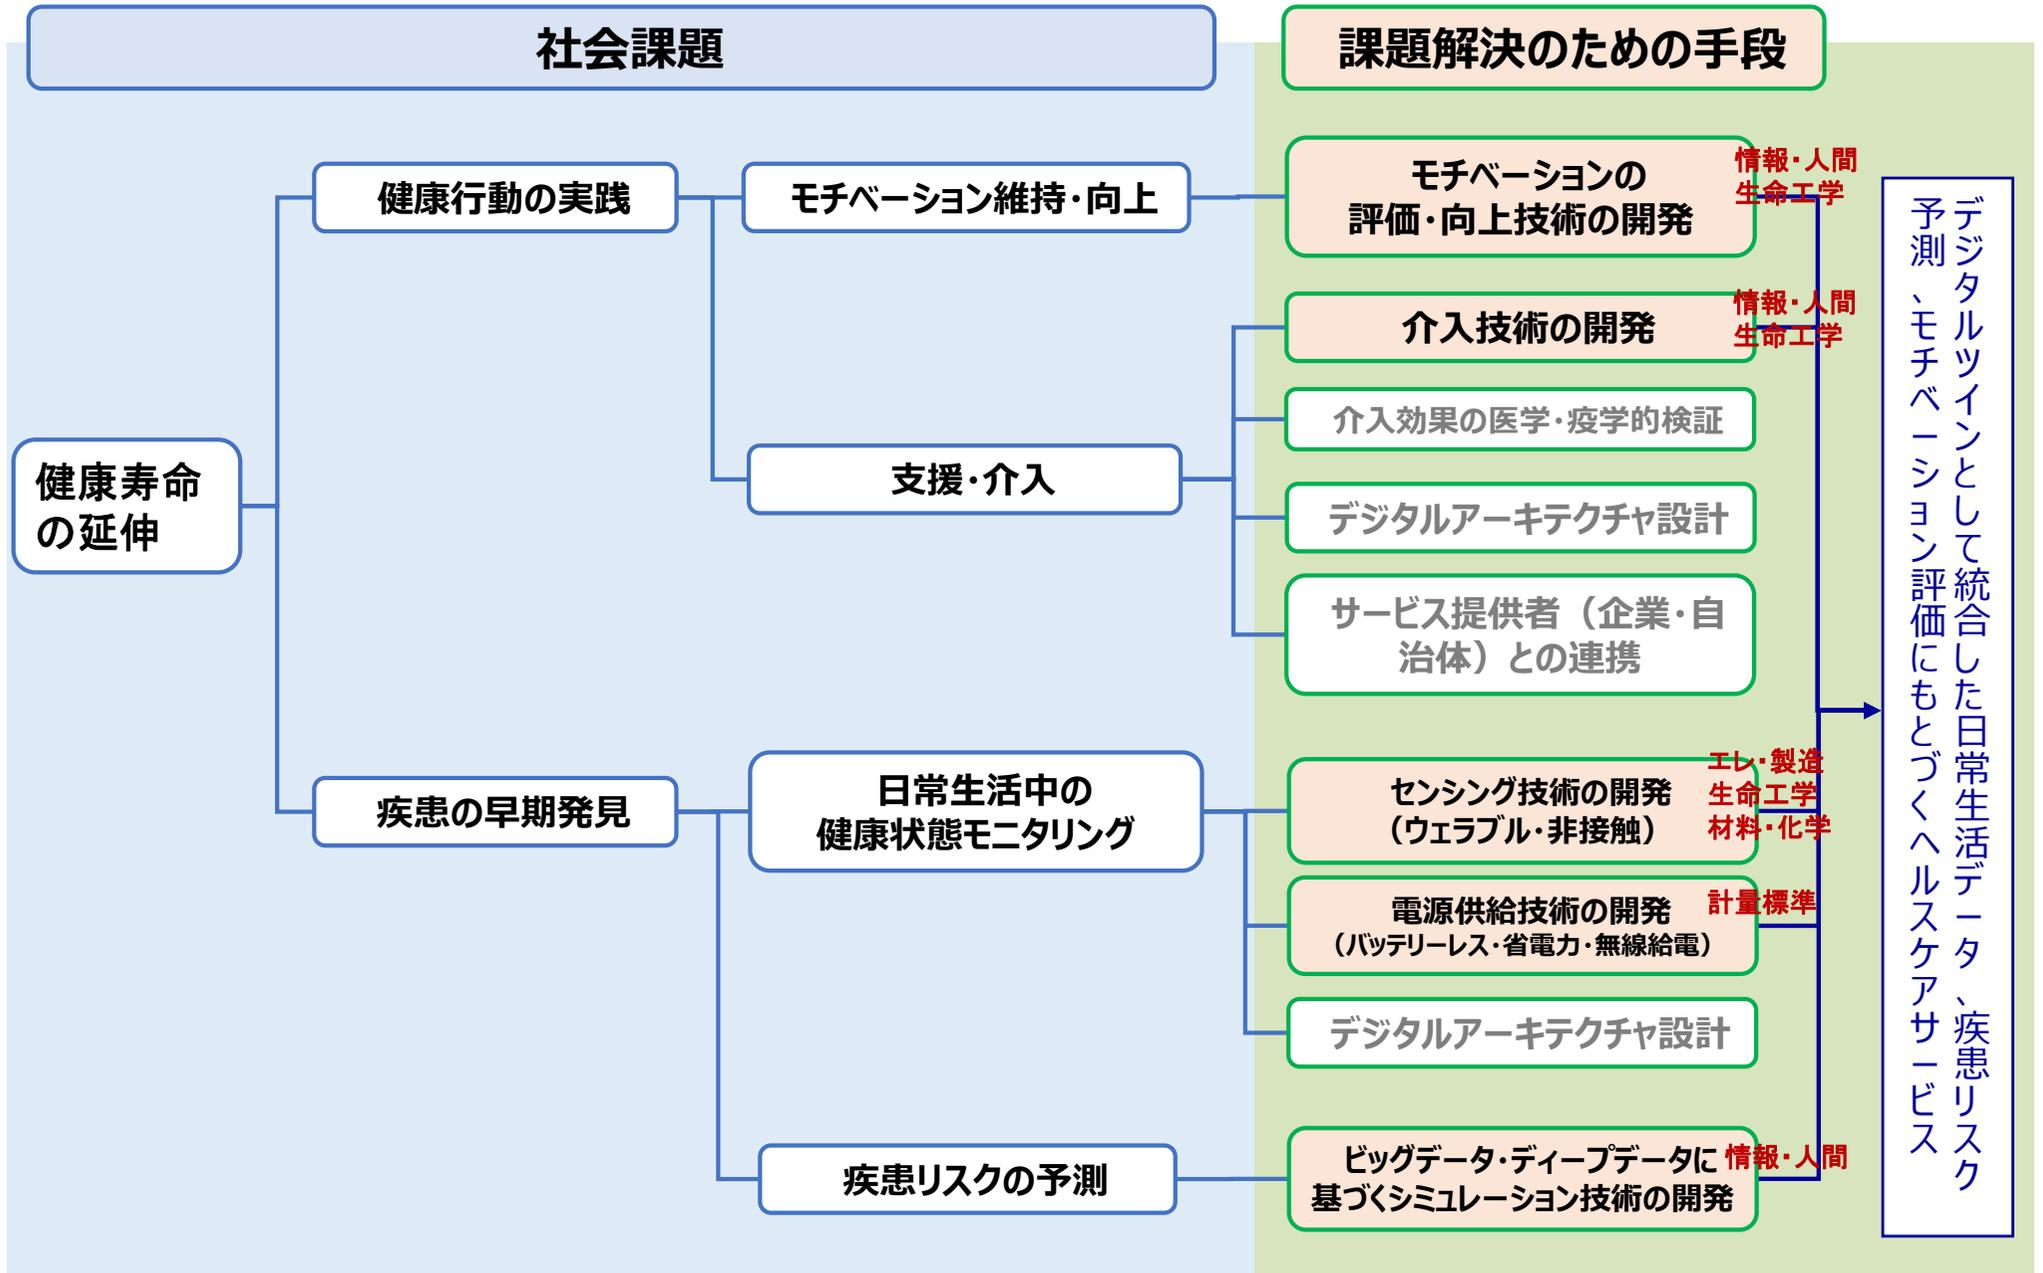 社会課題
課題解決のための手段
健康寿命
の延伸
健康行動の実践
モチベーション維持・向上
モチベーションの
評価・向上技術の開発
情報・人間
生命工学
支援・介入
介入技術の開発
情報・人間
生命工学
介入効果の医学・疫学的検証
デジタルアーキテクチャ設計
サービス提供者（企業・自
治体）との連携
疾患の早期発見
日常生活中の
健康状態モニタリング
センシング技術の開発
（ウェラブル・非接触）
エレ・製造
生命工学
材料・化学
電源供給技術の開発
（バッテリーレス・省電力・無線給電）
計量標準
デジタルアーキテクチャ設計
疾患リスクの予測
ビッグデータ・ディープデータに
基づくシミュレーション技術の開発
情報・人間
デジタルツインとして統合した日常生活データ、疾患リスク
予測、モチベーション評価にもとづくヘルスケアサービス